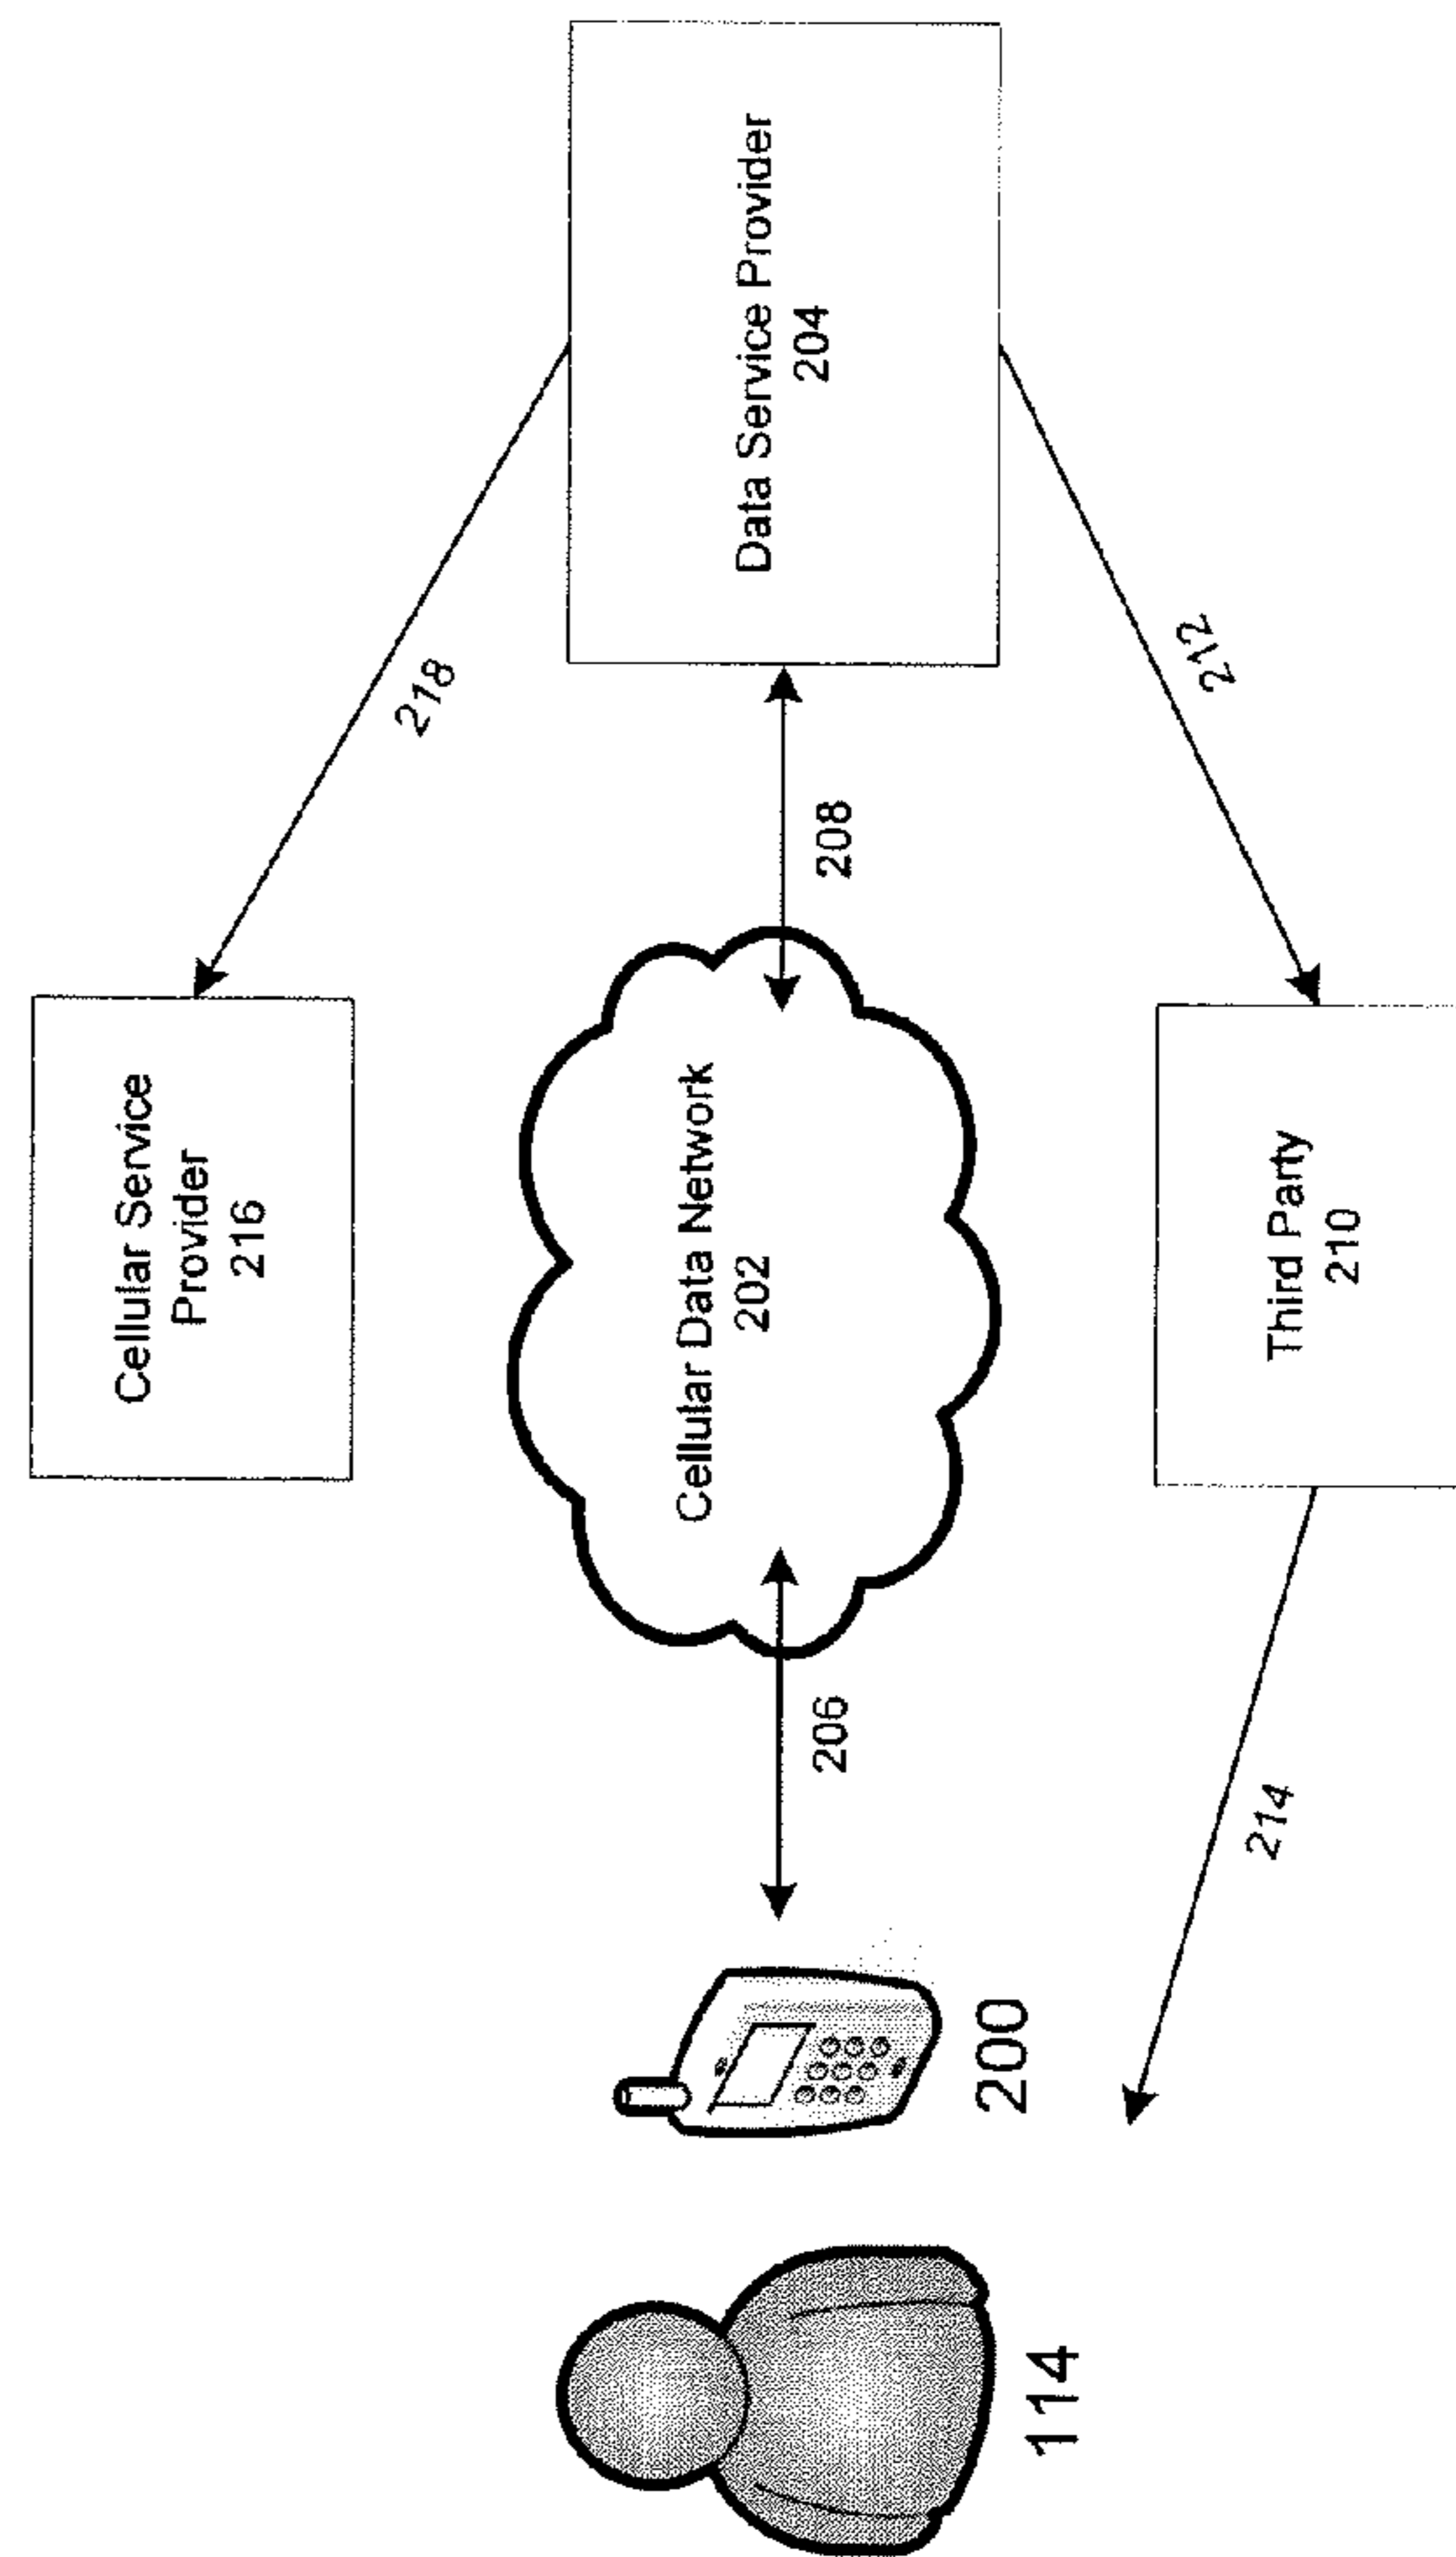 Cellular Service
Provider
216
218
Data Service Provider
204
Cellular Data Network
202
208
206
200
114
Third Party
210
212
214